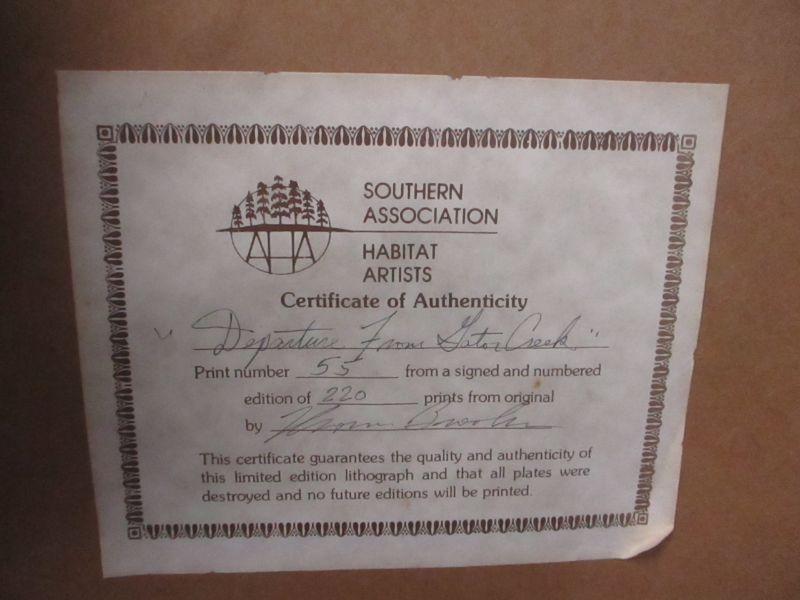 SOUTHERN
ASSOCIATION
HABITAT
ARTISTS
Certificate of Authenticity
"Departure From Gator Creek"
Print number 55 from a signed and numbered
edition of 220 prints from original
by
This certificate guarantees the quality and authenticity of
this limited edition lithograph and that all plates were
destroyed and no future editions will be printed.